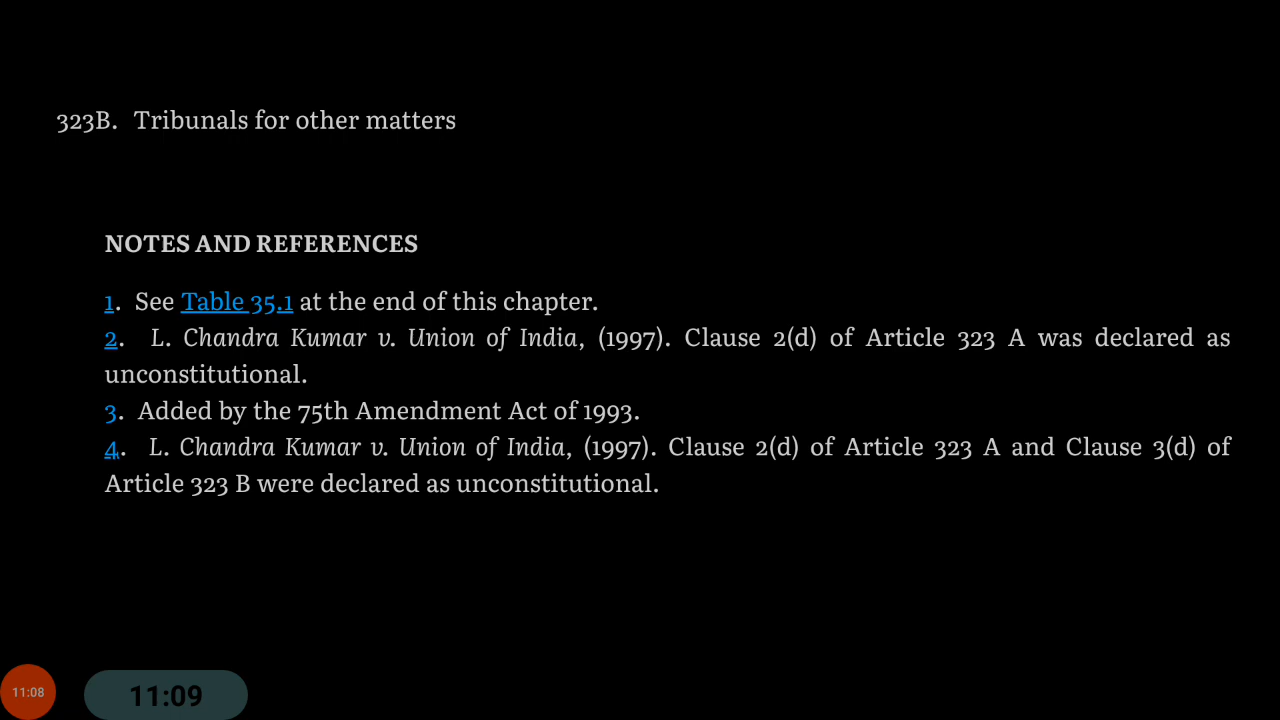 323B. Tribunals for other matters
NOTES AND REFERENCES
1. See Table 35.1 at the end of this chapter.
2. L. Chandra Kumar v. Union of India, (1997). Clause 2(d) of Article 323 A was declared as
unconstitutional.
3. Added by the 75th Amendment Act of 1993.
4. L. Chandra Kumar v. Union of India, (1997). Clause 2(d) of Article 323 A and Clause 3(d) of
Article 323 B were declared as unconstitutional.
11:08
11:09